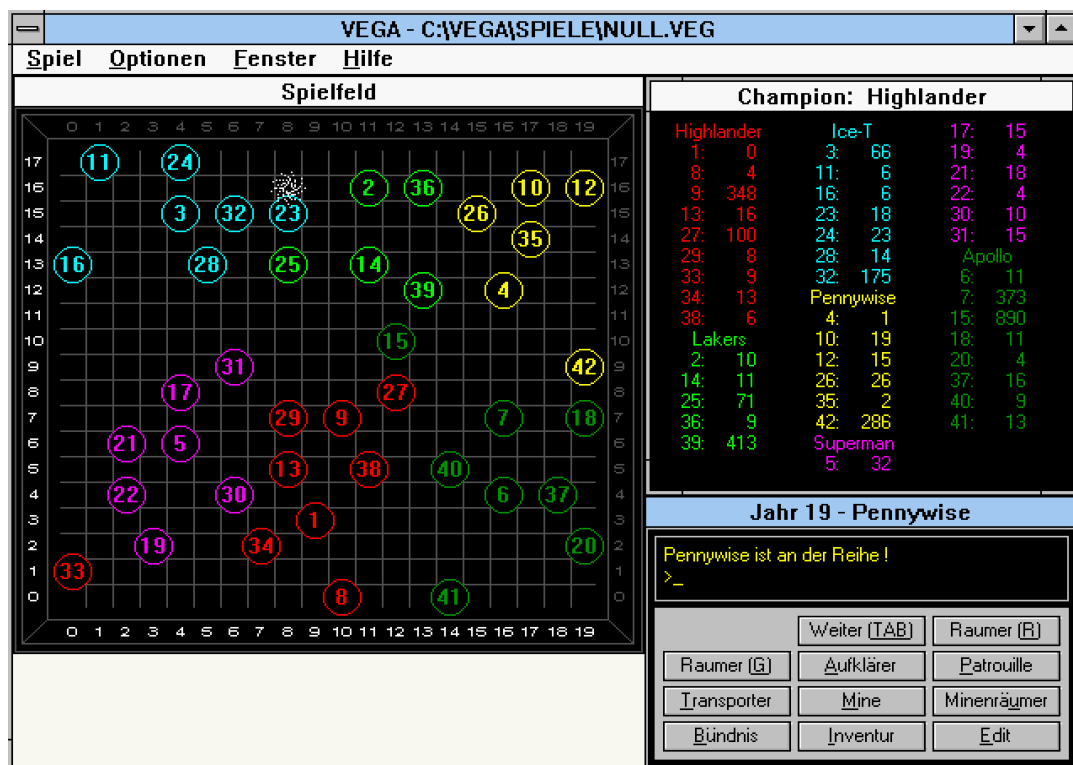 VEGA - C:\VEGA\SPIELE\NULL.VEG
Spiel Optionen Fenster Hilfe
Spielfeld
0 1 2 3 4 5 6 7 8 9 10 11 12 13 14 15 16 17 18 19
17 11 24 17
16 2 36 10 12 16
15 3 32 23 26 15
14 35 14
13 16 28 25 14 13
12 39 4 12
11 11
10 15 10
9 31 42 9
8 17 27 8
7 29 9 7 18 7
6 21 5 6
5 13 38 40 5
4 22 30 6 37 4
3 1 3
2 19 34 20 2
1 33 1
0 8 41 0
0 1 2 3 4 5 6 7 8 9 10 11 12 13 14 15 16 17 18 19
Champion: Highlander
Highlander
1: 0
8: 4
9: 348
13: 16
27: 100
29: 8
33: 9
34: 13
38: 6
Lakers
2: 10
14: 11
25: 71
36: 9
39: 413
Ice-T
3: 66
11: 6
16: 6
23: 18
24: 23
28: 14
32: 175
Pennywise
4: 1
10: 19
12: 15
26: 26
35: 2
42: 286
Superman
5: 32
17: 15
19: 4
21: 18
22: 4
30: 10
31: 15
Apollo
6: 11
7: 373
15: 890
18: 11
20: 4
37: 16
40: 9
41: 13
Jahr 19 - Pennywise
Pennywise ist an der Reihe !
>_
Weiter (TAB) Raumer (R)
Raumer (G) Aufklärer Patrouille
Transporter Mine Minenräumer
Bündnis Inventur Edit